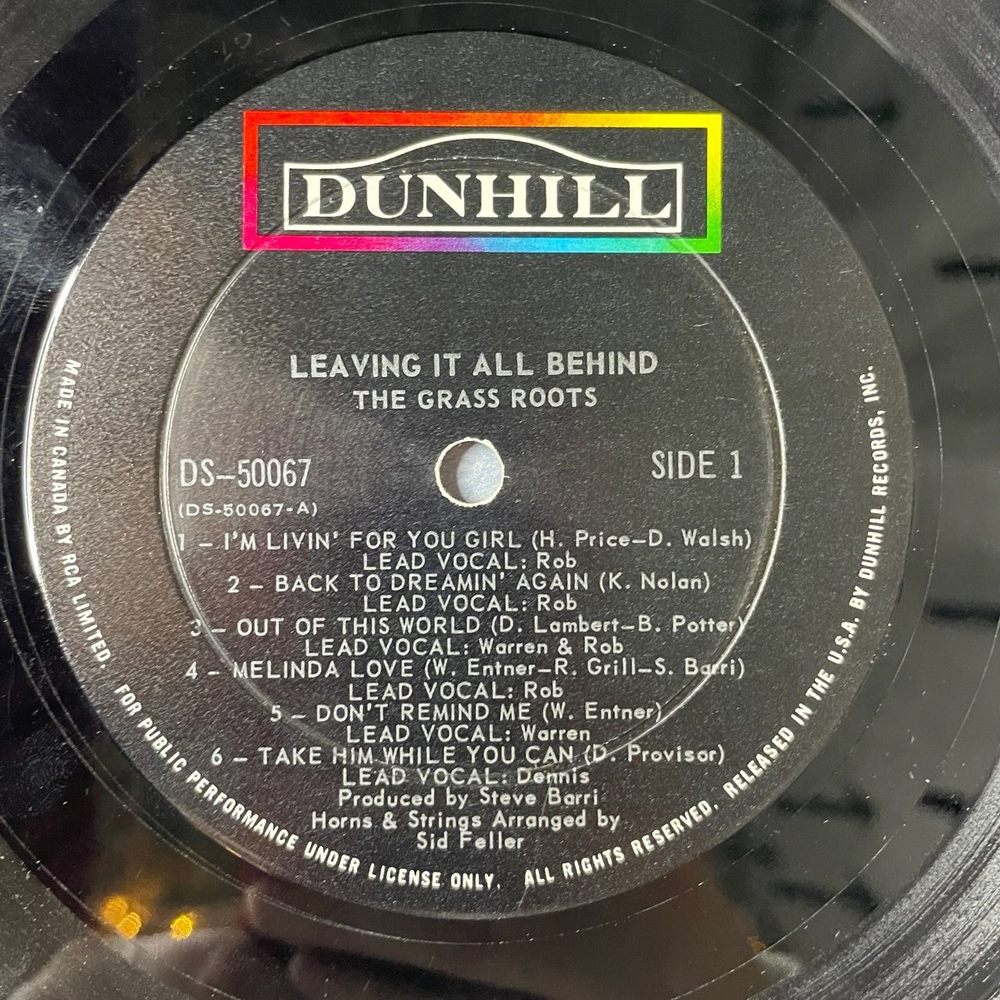 DUNHILL
LEAVING IT ALL BEHIND
THE GRASS ROOTS
DS-50067
SIDE 1
(DS-50067-A)
1 - I'M LIVIN' FOR YOU GIRL (H. Price-D. Walsh)
LEAD VOCAL: Rob
2 - BACK TO DREAMIN' AGAIN (K. Nolan)
LEAD VOCAL: Rob
3 - OUT OF THIS WORLD (D. Lambert-B. Potter)
LEAD VOCAL: Warren & Rob
4 - MELINDA LOVE (W. Entner-R. Grill-S. Barri)
LEAD VOCAL: Rob
5 - DON'T REMIND ME (W. Entner)
LEAD VOCAL: Warren
6 - TAKE HIM WHILE YOU CAN (D. Provisor)
LEAD VOCAL: Dennis
Produced by Steve Barri
Horns & Strings Arranged by
Sid Feller
MADE IN CANADA BY RCA LIMITED. FOR PUBLIC PERFORMANCE UNDER LICENSE ONLY. ALL RIGHTS RESERVED. RELEASED IN THE U.S.A. BY DUNHILL RECORDS, INC.